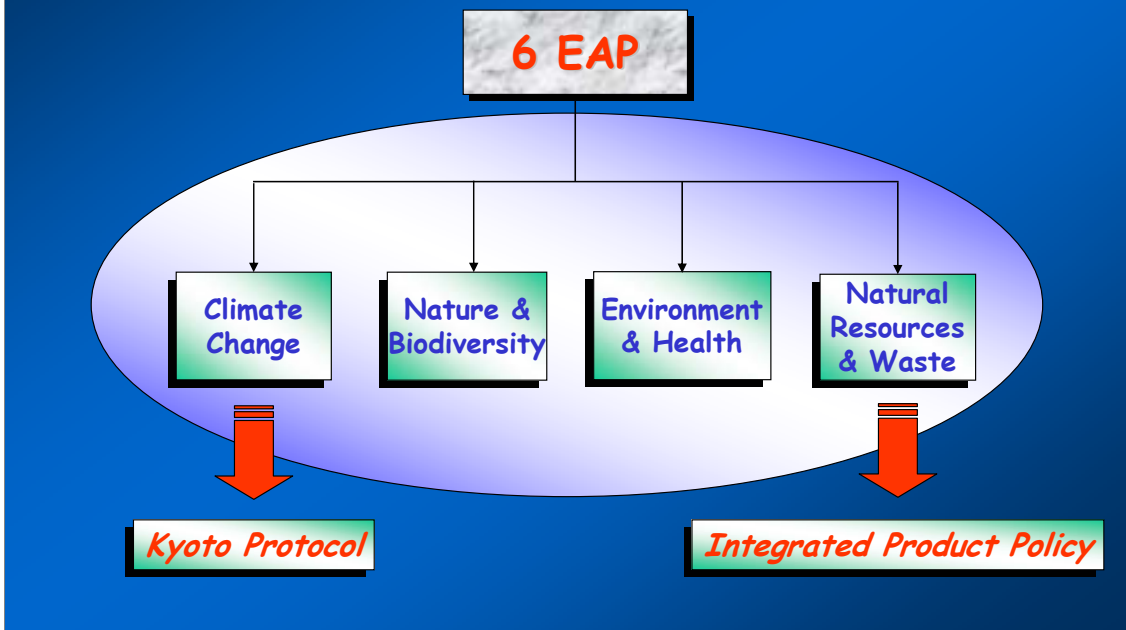 6 EAP
Climate
Change
Nature &
Biodiversity
Environment
& Health
Natural
Resources
& Waste
Kyoto Protocol
Integrated Product Policy